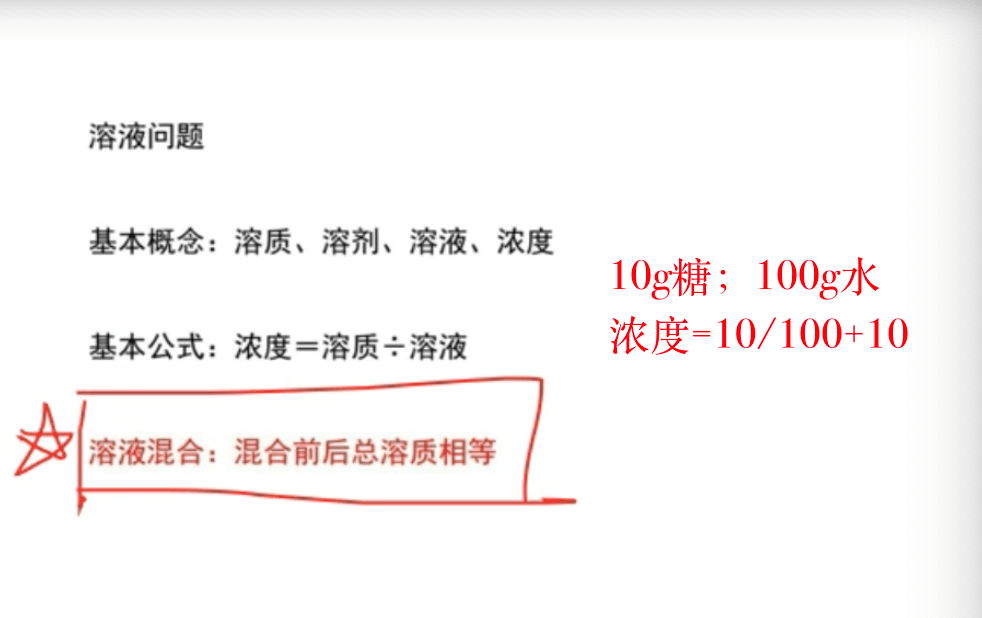 溶液问题
基本概念：溶质、溶剂、溶液、浓度
10g糖；100g水
浓度=10/100+10
基本公式：浓度＝溶质÷溶液
溶液混合：混合前后总溶质相等